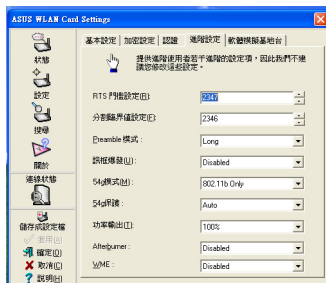 ASUS WLAN Card Settings
基本設定 加密設定 認證 進階設定 軟體模擬基地台
提供進階使用者若干進階的設定項，因此我們不建議您修改這些設定。
狀態
設定
搜尋
關於
連線狀態
儲存成設定檔
套用(A)
確定(O)
取消(C)
說明(H)
RTS 門檻設定(R): 2347
分割臨界值設定(F): 2346
Preamble 模式: Long
訊框爆發(U): Disabled
54g模式(M): 802.11b Only
54g保護: Auto
功率輸出(T): 100%
Afterburner: Disabled
WME: Disabled